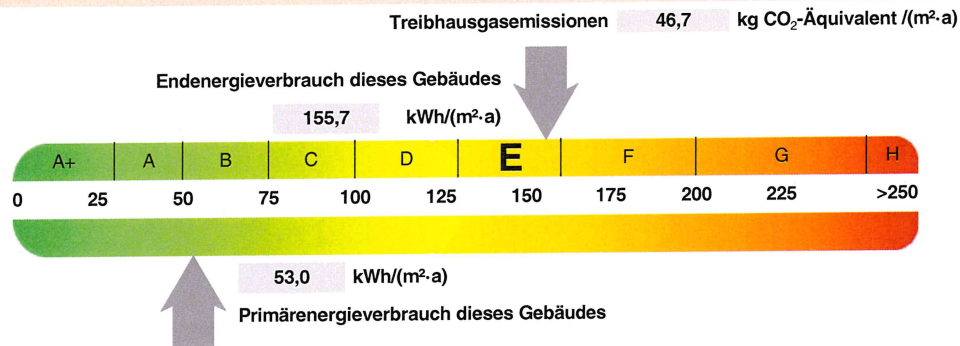 Treibhausgasemissionen 46,7 kg CO₂-Äquivalent /(m²·a)
Endenergieverbrauch dieses Gebäudes
155,7 kWh/(m²·a)
A+ A B C D E F G H
0 25 50 75 100 125 150 175 200 225 >250
53,0 kWh/(m²·a)
Primärenergieverbrauch dieses Gebäudes